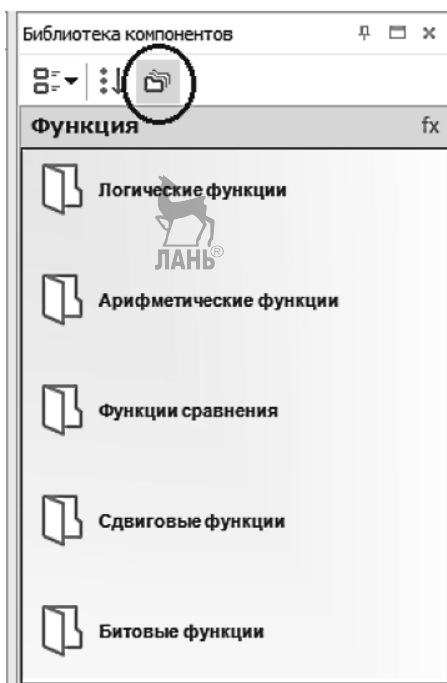 Библиотека компонентов
Функция fx
Логические функции
ЛАНЬ®
Арифметические функции
Функции сравнения
Сдвиговые функции
Битовые функции